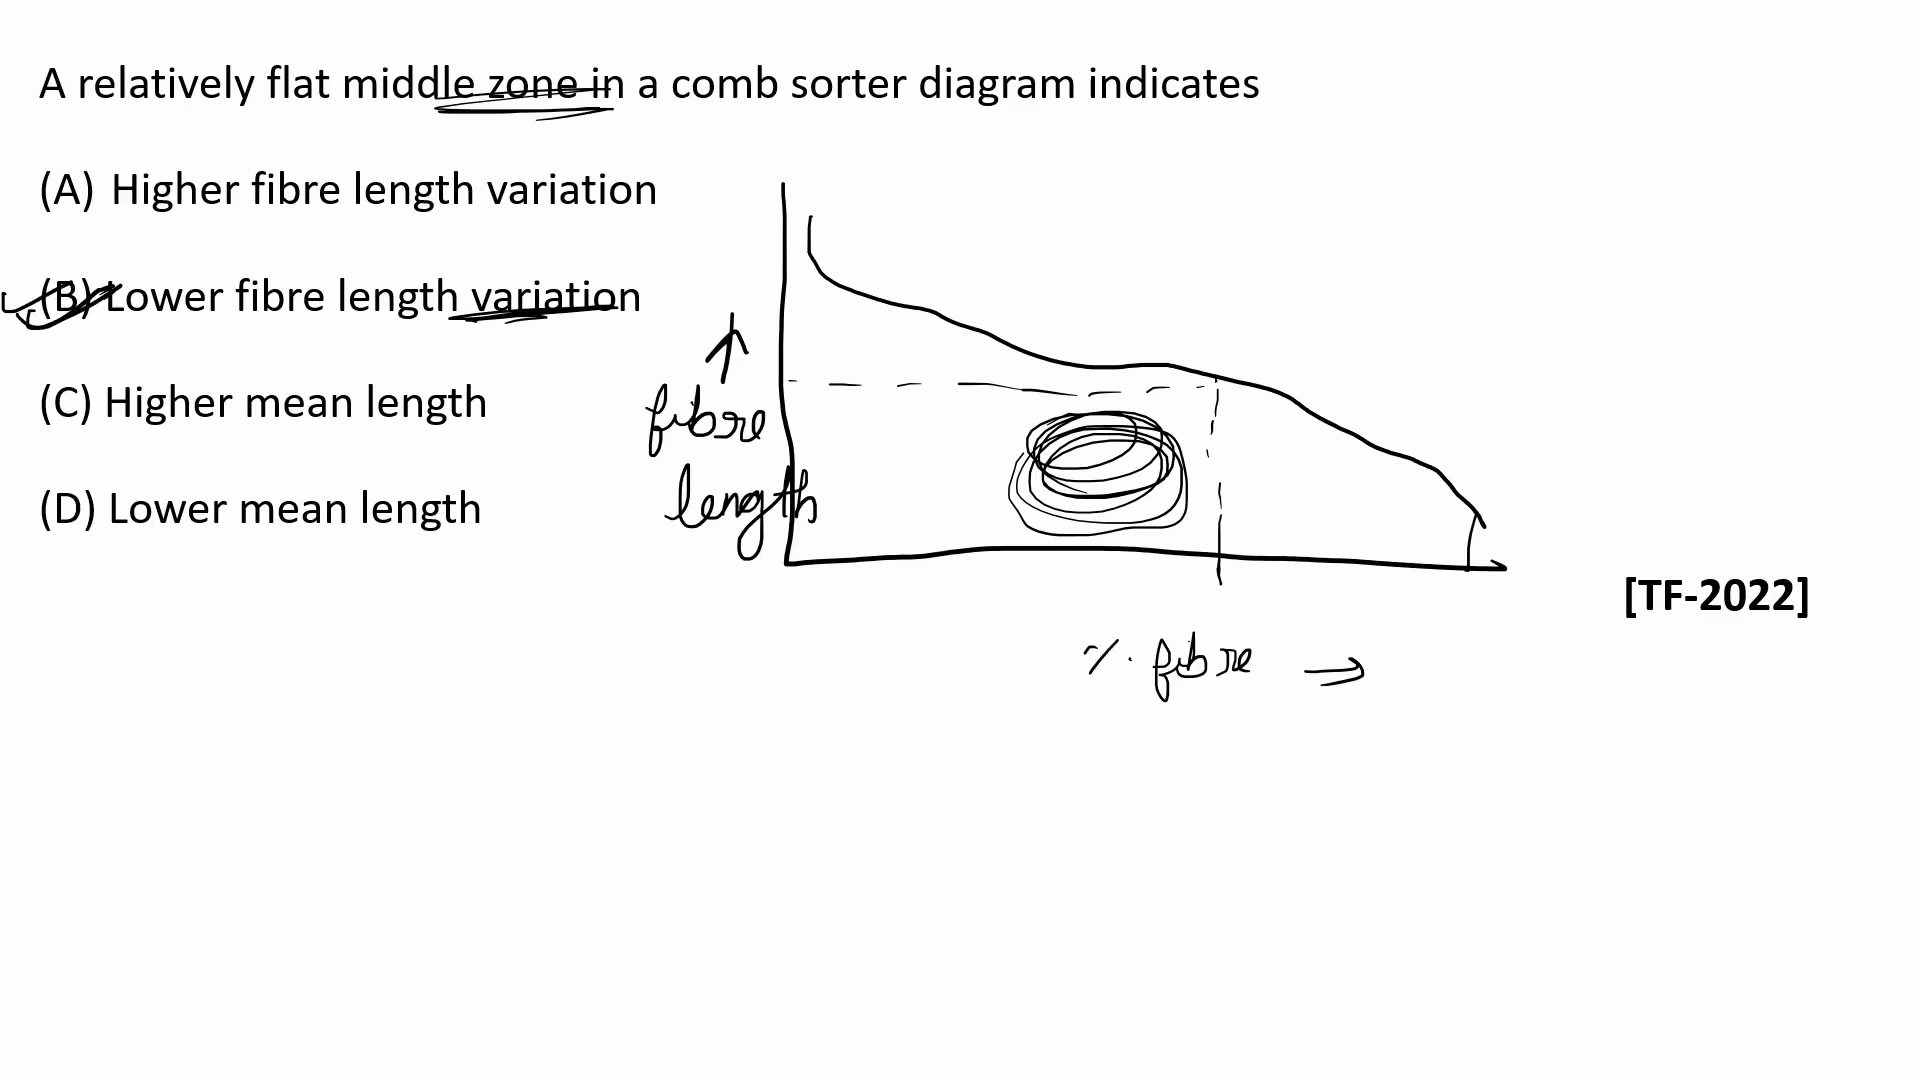 A relatively flat middle zone in a comb sorter diagram indicates
(A) Higher fibre length variation
(B) Lower fibre length variation
(C) Higher mean length
(D) Lower mean length
fibre
length
[TF-2022]
% fibre